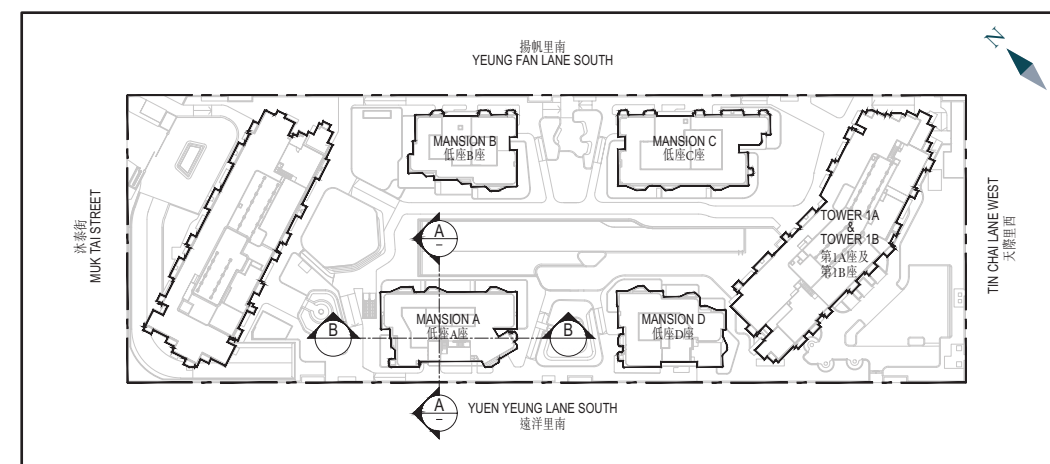 揚帆里南
YEUNG FAN LANE SOUTH
N
MANSION B
低座B座
MANSION C
低座C座
沐泰街
MUK TAI STREET
TOWER 1A
&
TOWER 1B
第1A座及
第1B座
TIN CHAI LANE WEST
天際里西
A
–
MANSION A
低座A座
MANSION D
低座D座
B
B
A
–
YUEN YEUNG LANE SOUTH
遠洋里南